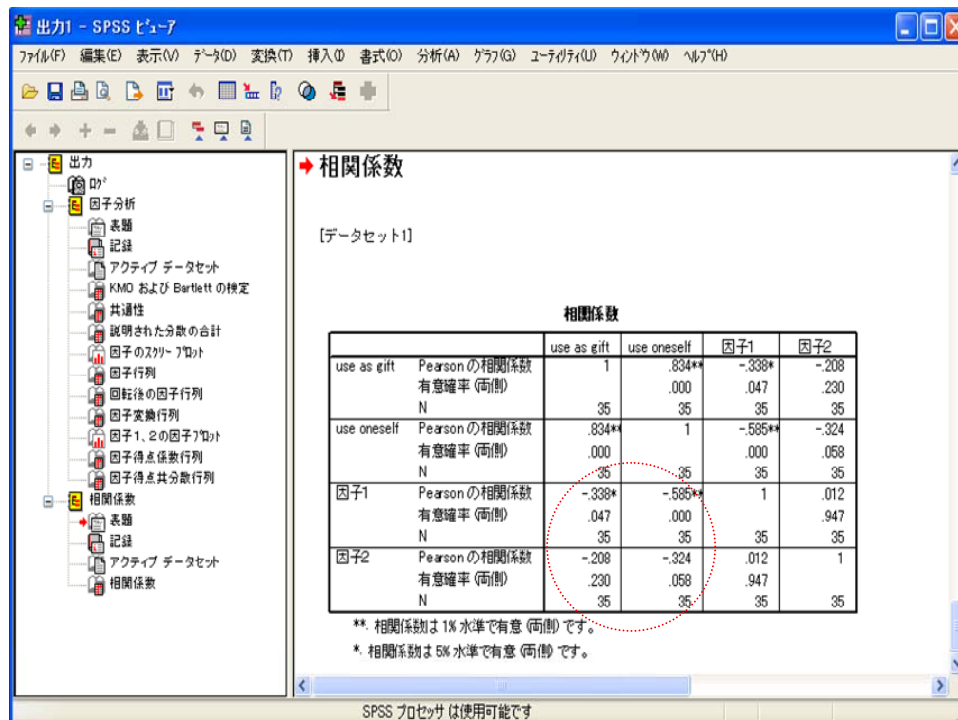 出力1 - SPSS ビューア
ファイル(F) 編集(E) 表示(V) データ(D) 変換(T) 挿入(I) 書式(O) 分析(A) グラフ(G) ユーティリティ(U) ウィンドウ(W) ヘルプ(H)
出力
ログ
因子分析
表題
記録
アクティブ データセット
KMO および Bartlett の検定
共通性
説明された分散の合計
因子のスクリー プロット
因子行列
回転後の因子行列
因子変換行列
因子1、2の因子プロット
因子得点係数行列
因子得点共分散行列
相関係数
表題
記録
アクティブ データセット
相関係数
相関係数
[データセット1]
相関係数
use as gift use oneself 因子1 因子2
use as gift Pearson の相関係数 1 .834** -.338* -.208
有意確率 (両側) .000 .047 .230
N 35 35 35 35
use oneself Pearson の相関係数 .834** 1 -.585** -.324
有意確率 (両側) .000 .000 .058
N 35 35 35 35
因子1 Pearson の相関係数 -.338* -.585** 1 .012
有意確率 (両側) .047 .000 .947
N 35 35 35 35
因子2 Pearson の相関係数 -.208 -.324 .012 1
有意確率 (両側) .230 .058 .947
N 35 35 35 35
**. 相関係数は 1% 水準で有意 (両側) です。
*. 相関係数は 5% 水準で有意 (両側) です。
SPSS プロセッサ は使用可能です